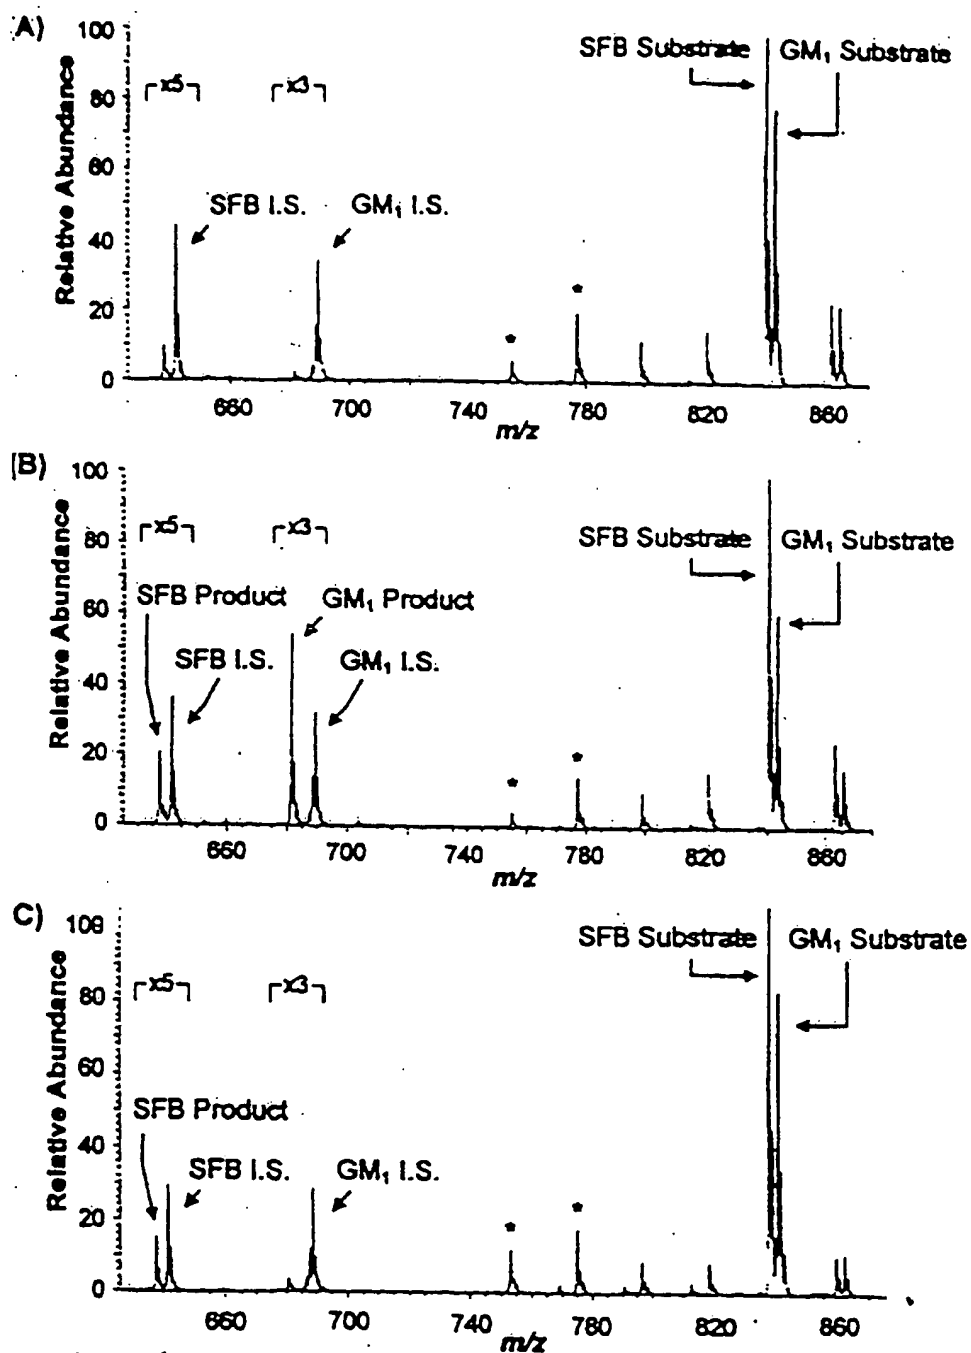 A)
100
80
60
40
20
0
Relative Abundance
x5
x3
SFB I.S.
GM₁ I.S.
*
*
SFB Substrate
GM₁ Substrate
660 700 740 780 820 860
m/z
(B)
100
80
60
40
20
0
Relative Abundance
x5
x3
SFB Product
SFB I.S.
GM₁ Product
GM₁ I.S.
*
*
SFB Substrate
GM₁ Substrate
660 700 740 780 820 860
m/z
C)
100
80
60
40
20
0
Relative Abundance
x5
x3
SFB Product
SFB I.S.
GM₁ I.S.
*
*
SFB Substrate
GM₁ Substrate
660 700 740 780 820 860
m/z